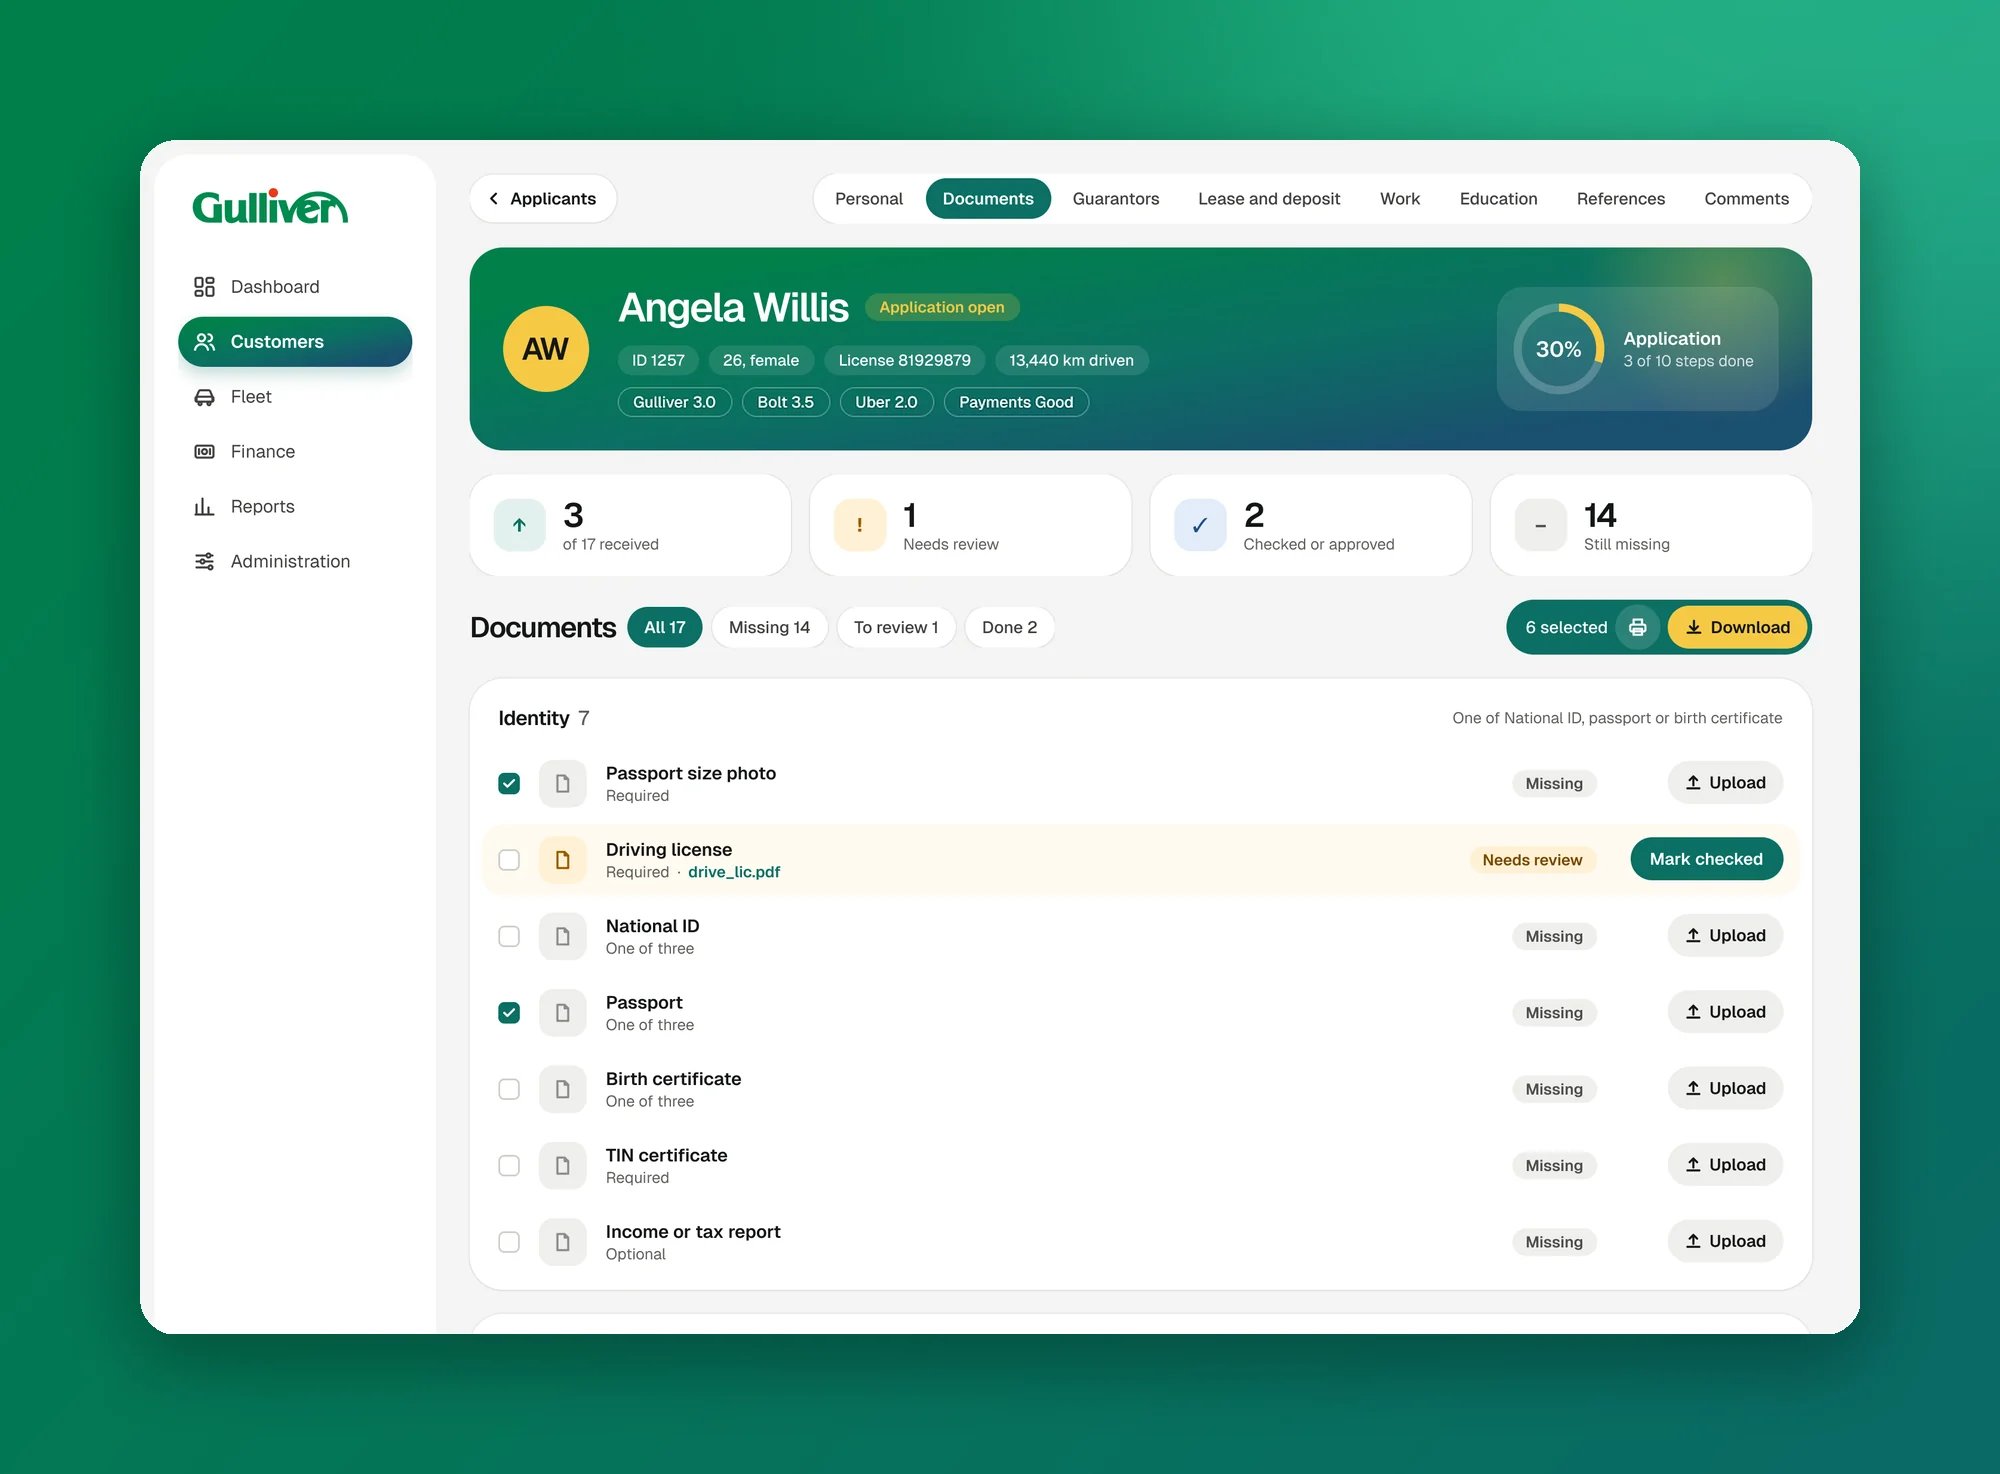 Gulliver
Dashboard
Customers
Fleet
Finance
Reports
Administration
Applicants
Personal
Documents
Guarantors
Lease and deposit
Work
Education
References
Comments
AW
Angela Willis
Application open
ID 1257
26, female
License 81929879
13,440 km driven
Gulliver 3.0
Bolt 3.5
Uber 2.0
Payments Good
30%
Application
3 of 10 steps done
3
of 17 received
!
1
Needs review
✓
2
Checked or approved
–
14
Still missing
Documents
All 17
Missing 14
To review 1
Done 2
6 selected
Download
Identity 7
One of National ID, passport or birth certificate
Passport size photo
Required
Missing
Upload
Driving license
Required · drive_lic.pdf
Needs review
Mark checked
National ID
One of three
Missing
Upload
Passport
One of three
Missing
Upload
Birth certificate
One of three
Missing
Upload
TIN certificate
Required
Missing
Upload
Income or tax report
Optional
Missing
Upload